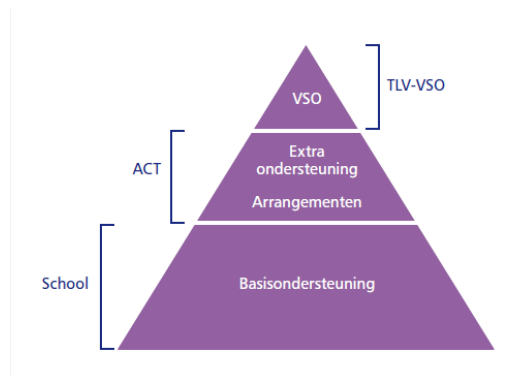 VSO
TLV-VSO
ACT
Extra
ondersteuning
Arrangementen
School
Basisondersteuning